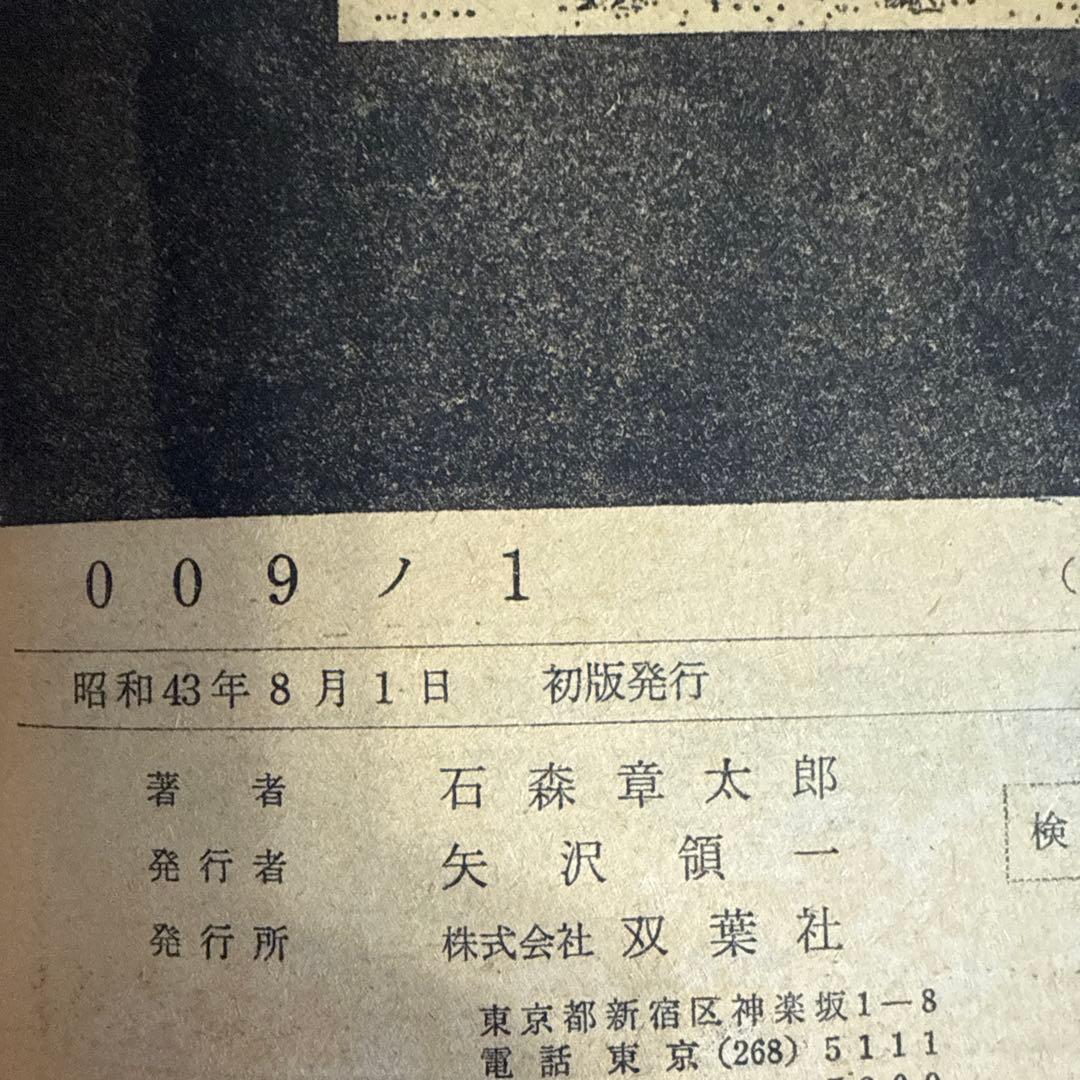 009ノ1
昭和43年8月1日 初版発行
著者 石森章太郎
検
発行者 矢沢領一
発行所 株式会社双葉社
東京都新宿区神楽坂1―8
電話 東京(268)5111